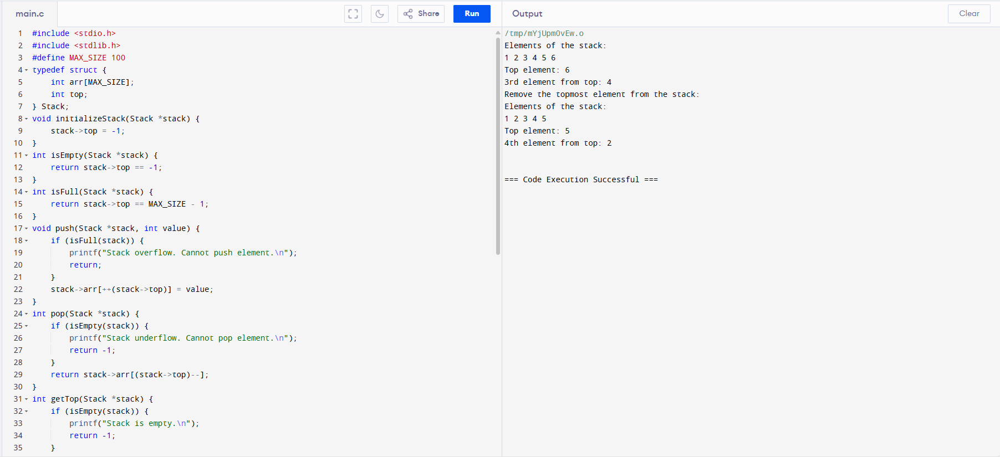 main.c
Share
Run
Output
Clear
1 #include <stdio.h>
2 #include <stdlib.h>
3 #define MAX_SIZE 100
4 typedef struct {
5     int arr[MAX_SIZE];
6     int top;
7 } Stack;
8 void initializeStack(Stack *stack) {
9     stack->top = -1;
10 }
11 int isEmpty(Stack *stack) {
12     return stack->top == -1;
13 }
14 int isFull(Stack *stack) {
15     return stack->top == MAX_SIZE - 1;
16 }
17 void push(Stack *stack, int value) {
18     if (isFull(stack)) {
19         printf("Stack overflow. Cannot push element.\n");
20         return;
21     }
22     stack->arr[++(stack->top)] = value;
23 }
24 int pop(Stack *stack) {
25     if (isEmpty(stack)) {
26         printf("Stack underflow. Cannot pop element.\n");
27         return -1;
28     }
29     return stack->arr[(stack->top)--];
30 }
31 int getTop(Stack *stack) {
32     if (isEmpty(stack)) {
33         printf("Stack is empty.\n");
34         return -1;
35     }
/tmp/mYjUpmOvEw.o
Elements of the stack:
1 2 3 4 5 6
Top element: 6
3rd element from top: 4
Remove the topmost element from the stack:
Elements of the stack:
1 2 3 4 5
Top element: 5
4th element from top: 2
=== Code Execution Successful ===